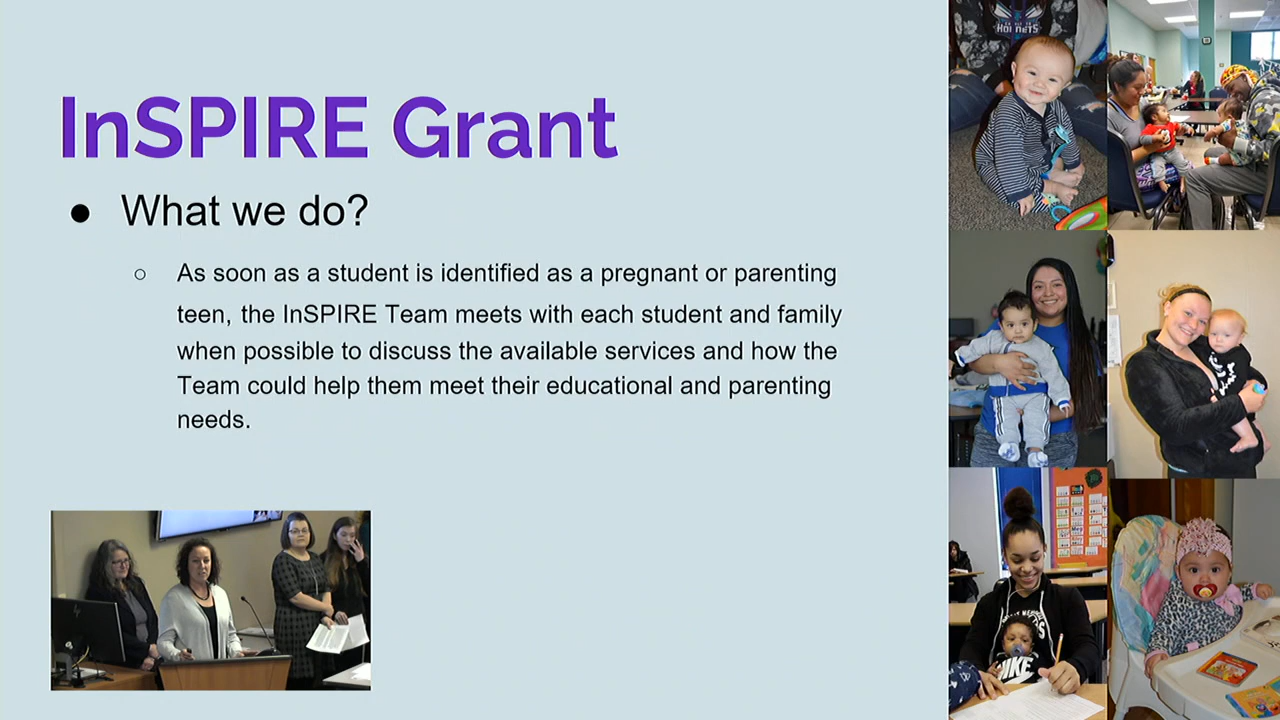 HORNETS
InSPIRE Grant
● What we do?
○ As soon as a student is identified as a pregnant or parenting
teen, the InSPIRE Team meets with each student and family
when possible to discuss the available services and how the
Team could help them meet their educational and parenting
needs.
NIKE